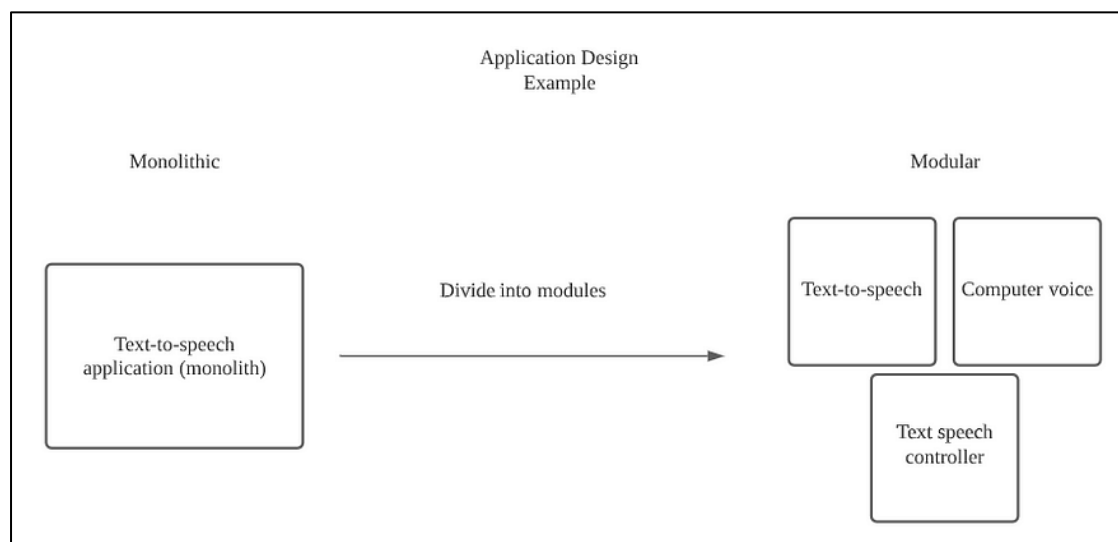 Application Design
Example
Monolithic
Modular
Text-to-speech
application (monolith)
Divide into modules
Text-to-speech
Computer voice
Text speech
controller